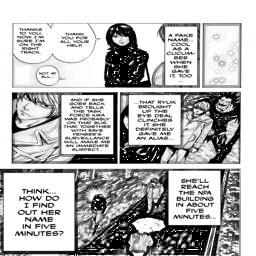 A FAKE
NAME...
COOL
AS A
CUCUM-
BER
WHEN
SHE
GAVE
IT, TOO
THANK
YOU FOR
ALL YOUR
HELP.
THANKS
TO YOU,
NOW I'M
SURE I'M
ON THE
RIGHT
TRACK.
NOT AT
ALL...
...THAT RYUK
BROUGHT
UP THE
EYE DEAL
CLINCHES
IT. SHE
DEFINITELY
GAVE ME
AN ALIAS...
AND IF SHE
GOES BACK
AND TELLS
THE TASK
FORCE KIRA
WAS PROBABLY
ON THAT BUS,
THAT TOGETHER
WITH RAYE
PENBER'S
SURVEILLANCE
WILL MAKE ME
AN IMMEDIATE
SUSPECT.
SHE'LL
REACH
THE NPA
BUILDING
IN ABOUT
FIVE
MINUTES...
THINK...
HOW DO
I FIND
OUT HER
NAME
IN FIVE
MINUTES?